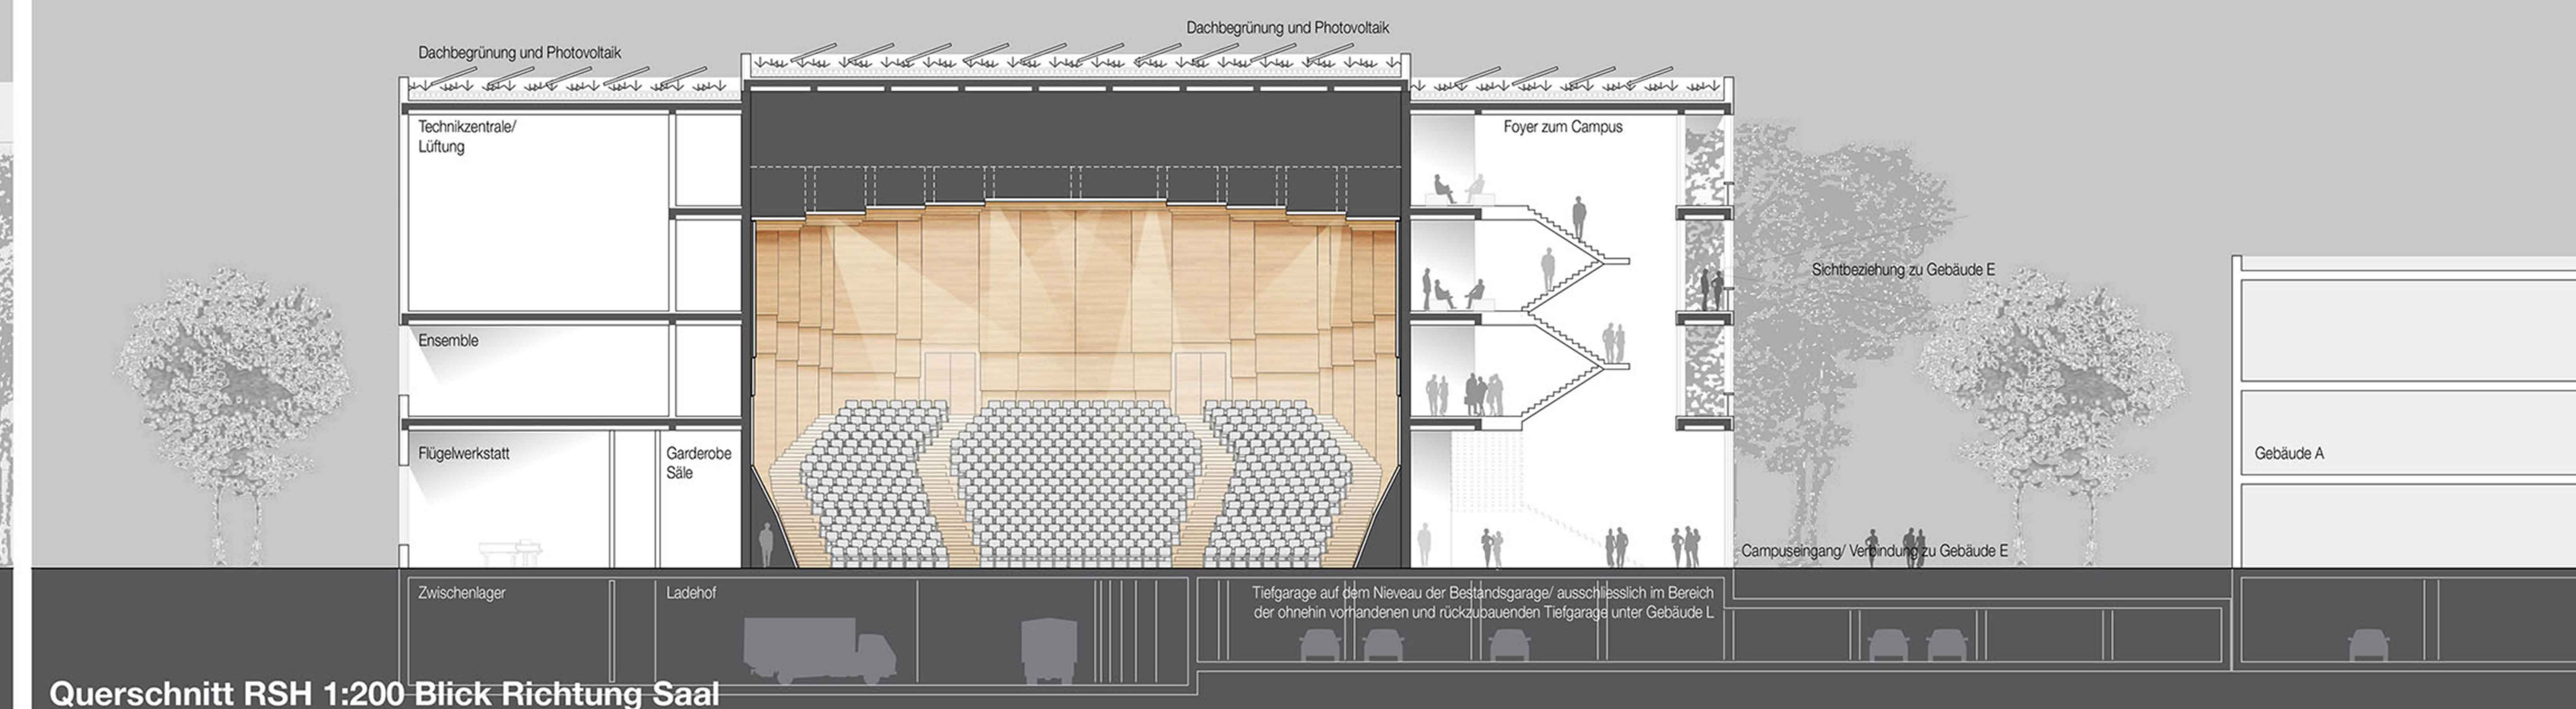 Dachbegrünung und Photovoltaik
Dachbegrünung und Photovoltaik
Technikzentrale/
Lüftung
Foyer zum Campus
Sichtbeziehung zu Gebäude E
Ensemble
Flügelwerkstatt
Garderobe
Säle
Gebäude A
Campuseingang/ Verbindung zu Gebäude E
Zwischenlager
Ladehof
Tiefgarage auf dem Nieveau der Bestandsgarage/ ausschliesslich im Bereich
der ohnehin vorhandenen und rückzubauenden Tiefgarage unter Gebäude L
Querschnitt RSH 1:200 Blick Richtung Saal